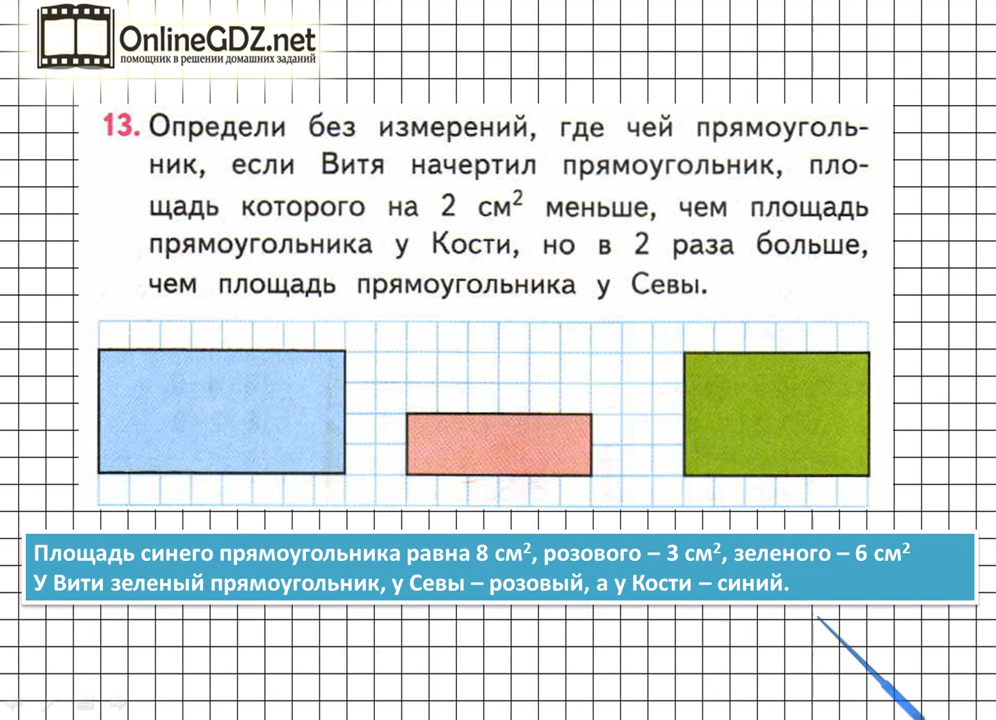 OnlineGDZ.net
помощник в решении домашних заданий
13. Определи без измерений, где чей прямоуголь-
ник, если Витя начертил прямоугольник, пло-
щадь которого на 2 см² меньше, чем площадь
прямоугольника у Кости, но в 2 раза больше,
чем площадь прямоугольника у Севы.
Площадь синего прямоугольника равна 8 см², розового – 3 см², зеленого – 6 см²
У Вити зеленый прямоугольник, у Севы – розовый, а у Кости – синий.